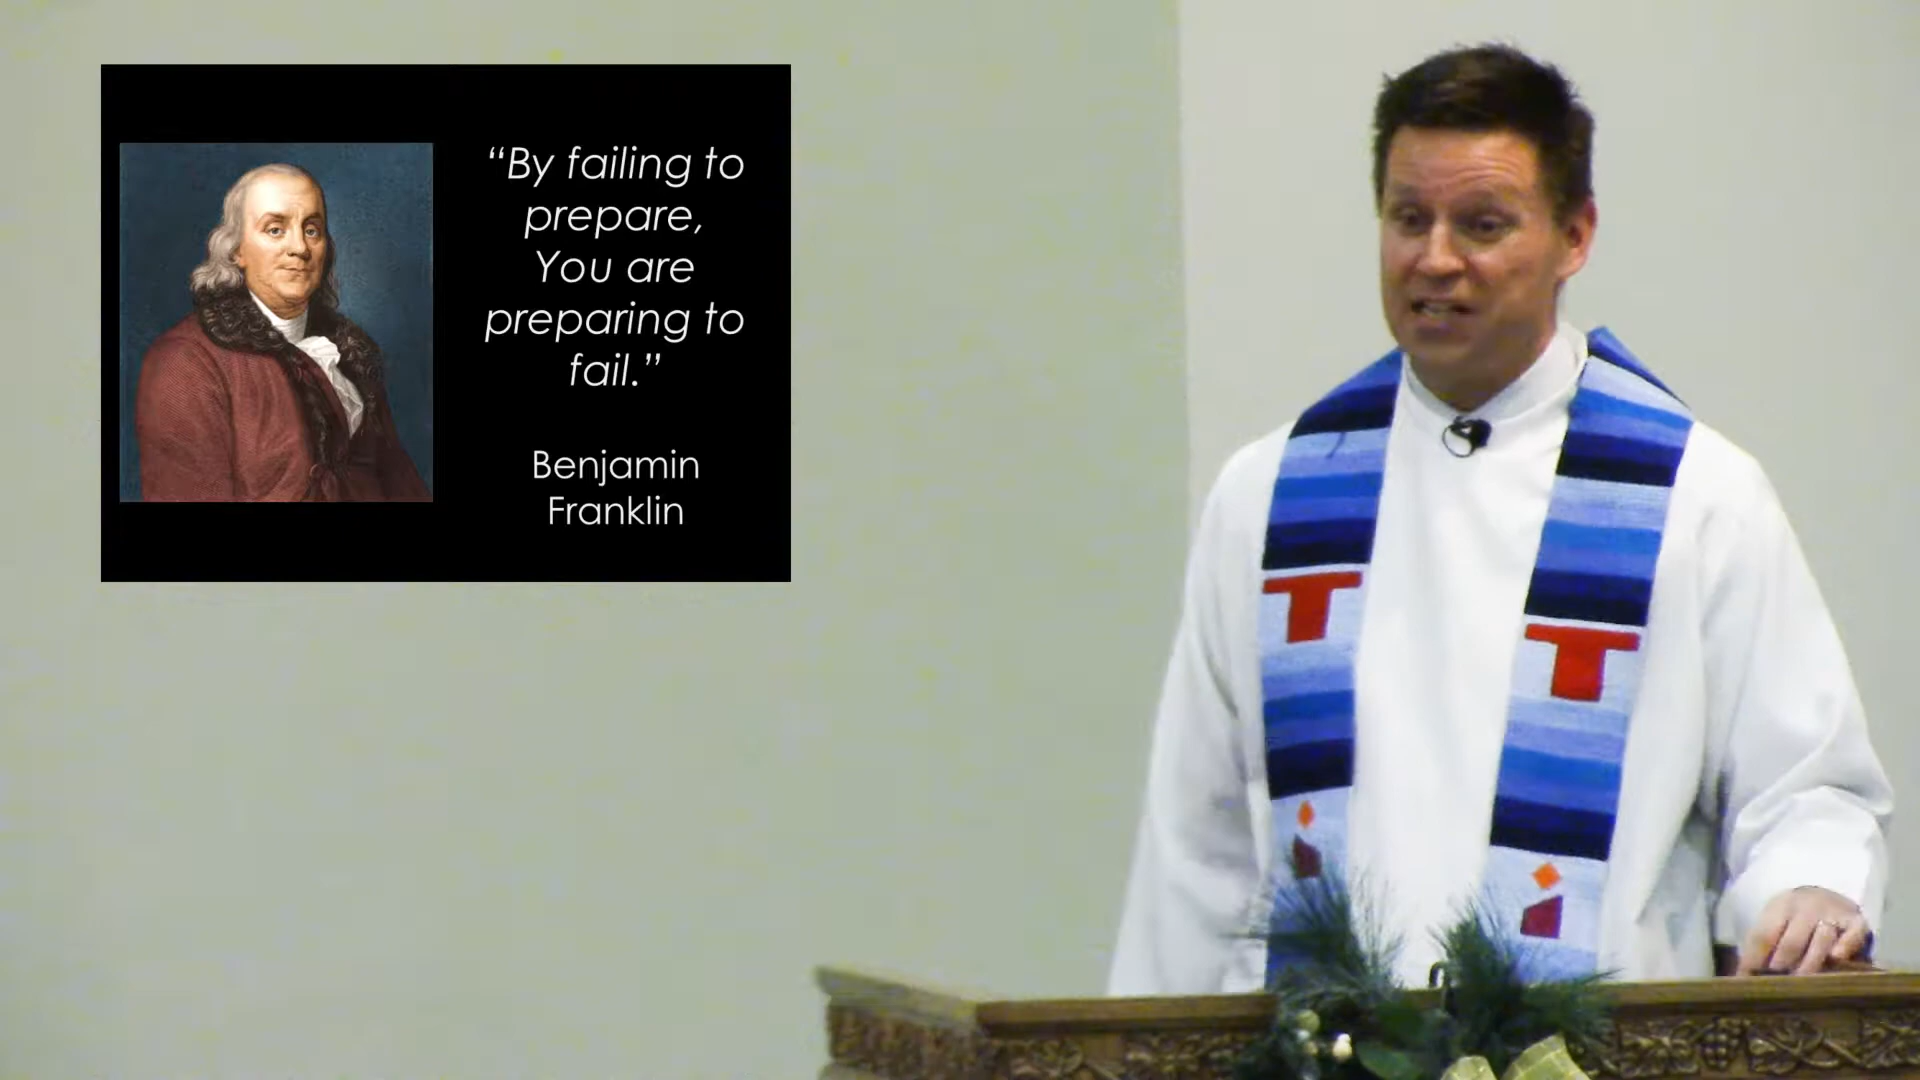 “By failing to
prepare,
You are
preparing to
fail.”
Benjamin
Franklin